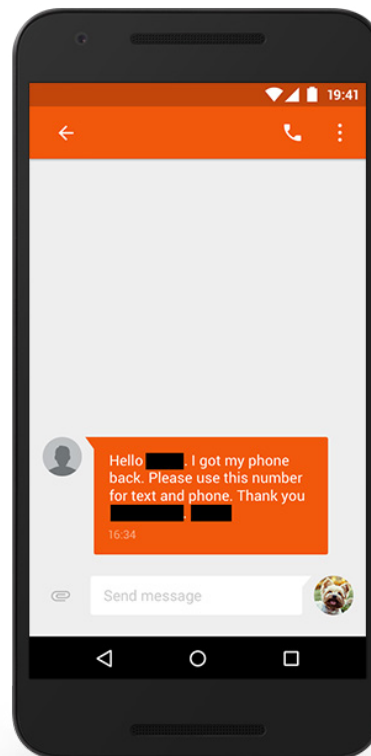 19:41
Hello . I got my phone
back. Please use this number
for text and phone. Thank you
.
16:34
Send message